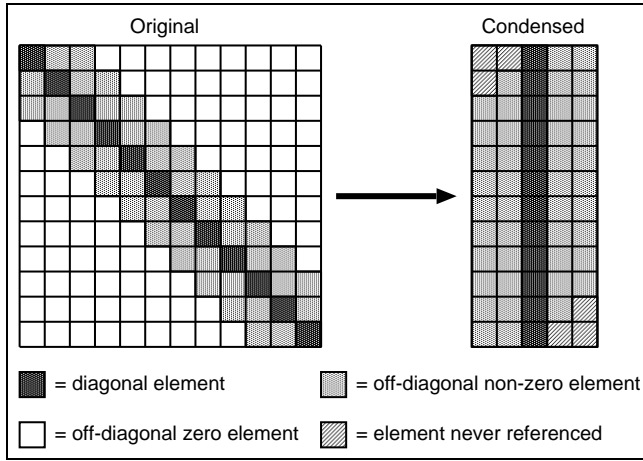 Original
Condensed
= diagonal element
= off-diagonal non-zero element
= off-diagonal zero element
= element never referenced